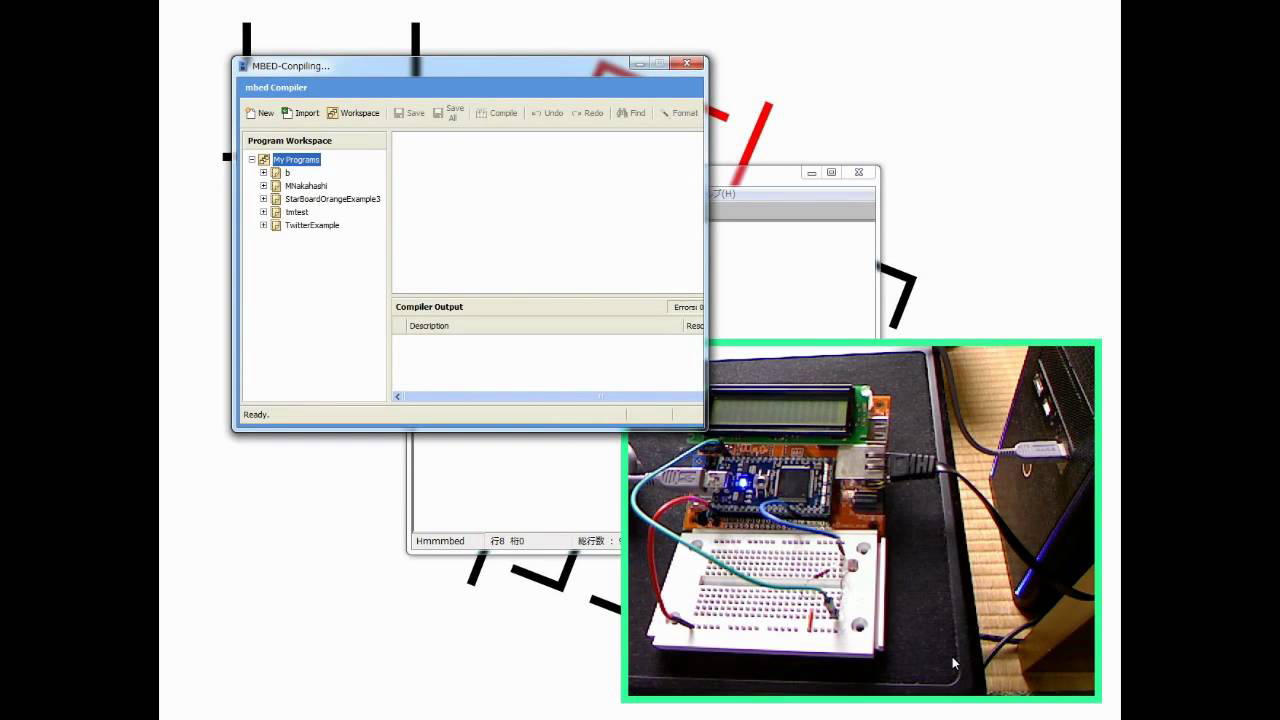 MBED-Conpiling...
mbed Compiler
New Import Workspace Save Save All Compile Undo Redo Find Format
Program Workspace
My Programs
b
MNakahashi
StarBoardOrangeExample3
tmtest
TwitterExample
Compiler Output Errors: 0
Description Reso
Ready.
プ(H)
Hmmmbed 行8 桁0 総行数 :